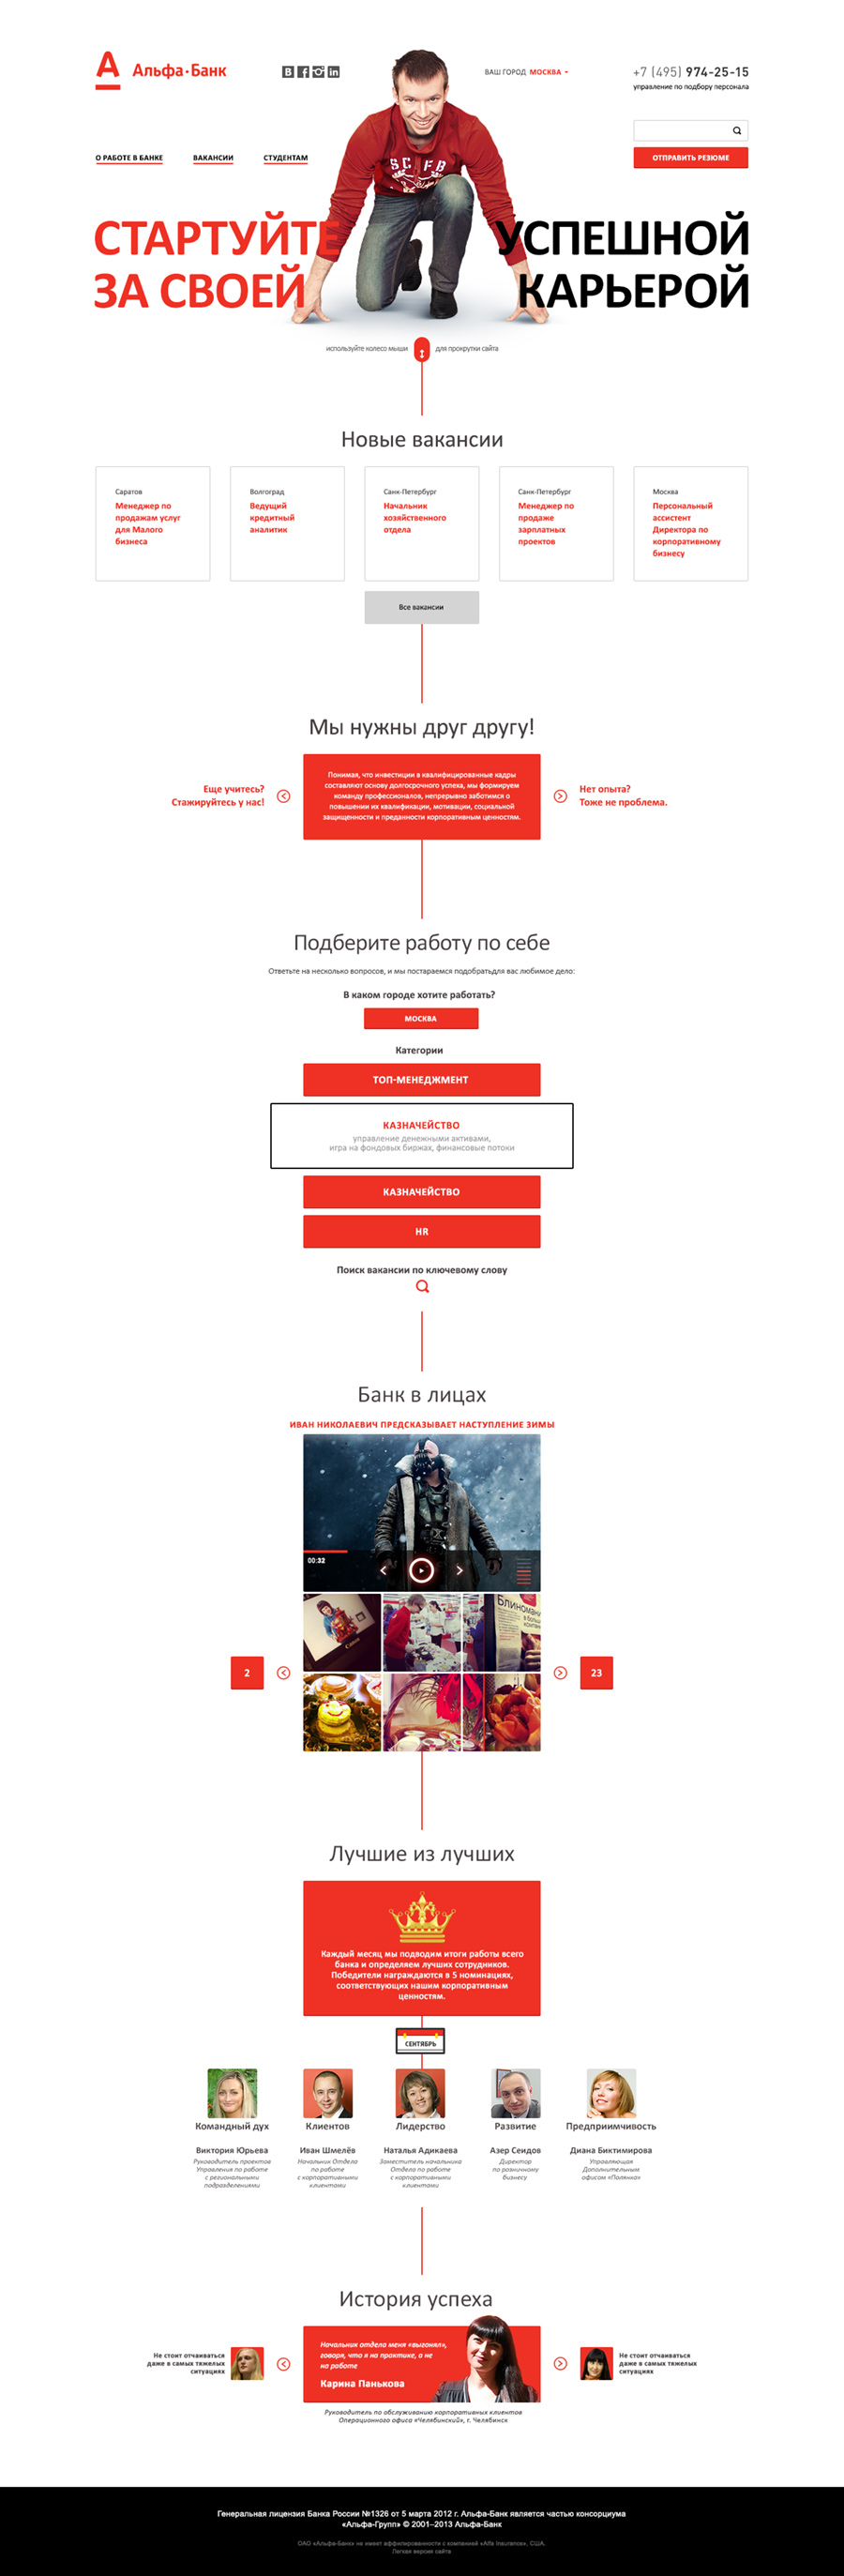 Альфа·Банк
ВАШ ГОРОД МОСКВА
+7 (495) 974-25-15
управление по подбору персонала
О РАБОТЕ В БАНКЕ
ВАКАНСИИ
СТУДЕНТАМ
ОТПРАВИТЬ РЕЗЮМЕ
SC FB
СТАРТУЙТЕ УСПЕШНОЙ
ЗА СВОЕЙ КАРЬЕРОЙ
используйте колесо мыши для прокрутки сайта
Новые вакансии
Саратов
Менеджер по
продажам услуг
для Малого
бизнеса
Волгоград
Ведущий
кредитный
аналитик
Санк-Петербург
Начальник
хозяйственного
отдела
Санк-Петербург
Менеджер по
продаже
зарплатных
проектов
Москва
Персональный
ассистент
Директора по
корпоративному
бизнесу
Все вакансии
Мы нужны друг другу!
Еще учитесь?
Стажируйтесь у нас!
Понимая, что инвестиции в квалифицированные кадры
составляют основу долгосрочного успеха, мы формируем
команду профессионалов, непрерывно заботимся о
повышении их квалификации, мотивации, социальной
защищенности и преданности корпоративным ценностям.
Нет опыта?
Тоже не проблема.
Подберите работу по себе
Ответьте на несколько вопросов, и мы постараемся подобратьдля вас любимое дело:
В каком городе хотите работать?
МОСКВА
Категории
ТОП-МЕНЕДЖМЕНТ
КАЗНАЧЕЙСТВО
управление денежными активами,
игра на фондовых биржах, финансовые потоки
КАЗНАЧЕЙСТВО
HR
Поиск вакансии по ключевому слову
Банк в лицах
ИВАН НИКОЛАЕВИЧ ПРЕДСКАЗЫВАЕТ НАСТУПЛЕНИЕ ЗИМЫ
00:32
Canon
Блиномани
2
23
Лучшие из лучших
Каждый месяц мы подводим итоги работы всего
банка и определяем лучших сотрудников.
Победители награждаются в 5 номинациях,
соответствующих нашим корпоративным
ценностям.
СЕНТЯБРЬ
Командный дух
Виктория Юрьева
Руководитель проектов
Управления по работе
с региональными
подразделениями
Клиентов
Иван Шмелёв
Начальник Отдела
по работе
с корпоративными
клиентами
Лидерство
Наталья Адикаева
Заместитель начальника
Отдела по работе
с корпоративными
клиентами
Развитие
Азер Сеидов
Директор
по розничному
бизнесу
Предприимчивость
Диана Биктимирова
Управляющая
Дополнительным
офисом «Полянка»
История успеха
Не стоит отчаиваться
даже в самых тяжелых
ситуациях
Начальник отдела меня «выгонял»,
говоря, что я на практике, а не
на работе
Карина Панькова
Не стоит отчаиваться
даже в самых тяжелых
ситуациях
Руководитель по обслуживанию корпоративных клиентов
Операционного офиса «Челябинский», г. Челябинск
Генеральная лицензия Банка России №1326 от 5 марта 2012 г. Альфа-Банк является частью консорциума
«Альфа-Групп» © 2001–2013 Альфа-Банк
ОАО «Альфа-Банк» не имеет аффилированности с компанией «Alfa Insurance», США.
Легкая версия сайта